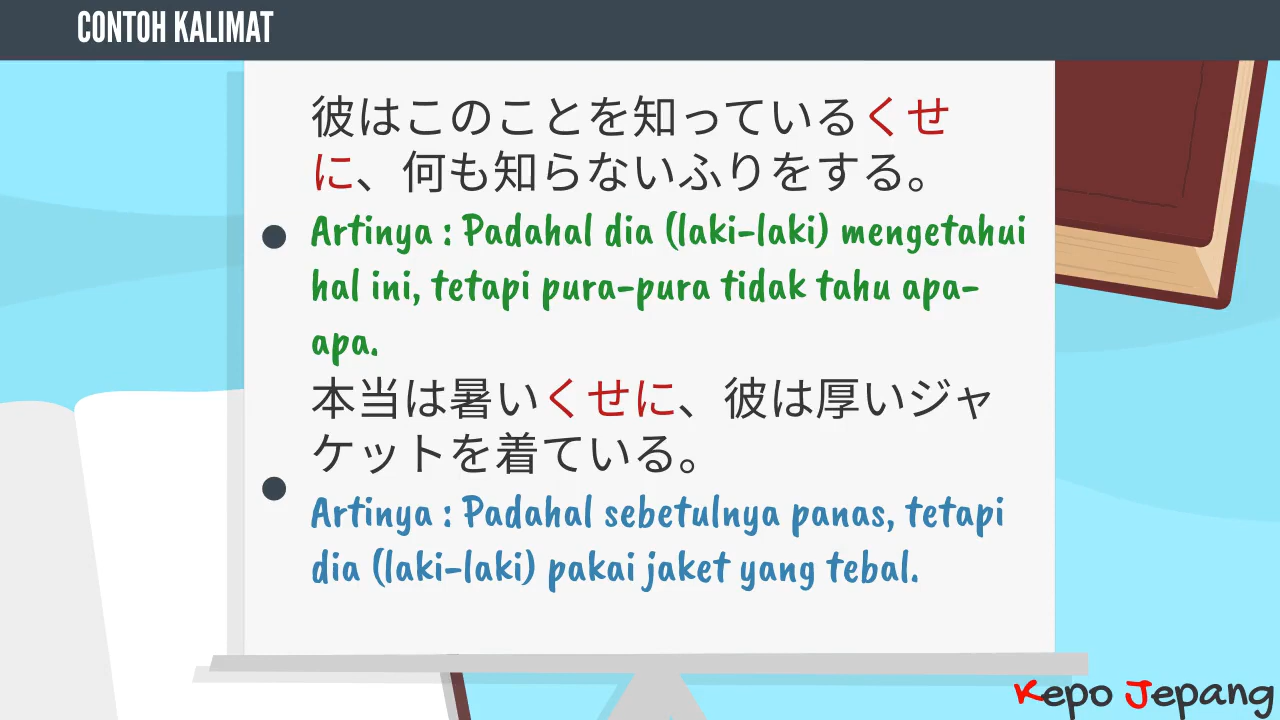 CONTOH KALIMAT
彼はこのことを知っているくせ
に、何も知らないふりをする。
Artinya : Padahal dia (laki-laki) mengetahui
hal ini, tetapi pura-pura tidak tahu apa-
apa.
本当は暑いくせに、彼は厚いジャ
ケットを着ている。
Artinya : Padahal sebetulnya panas, tetapi
dia (laki-laki) pakai jaket yang tebal.
Kepo Jepang